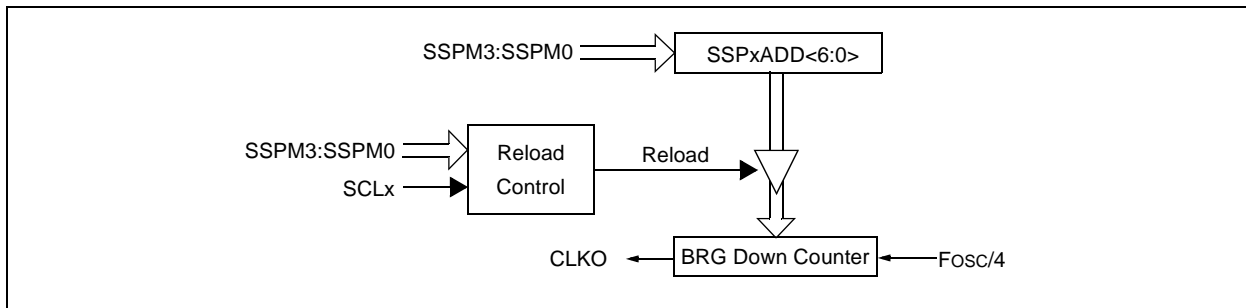 SSPM3:SSPM0
SSPxADD<6:0>
SSPM3:SSPM0
SCLx
Reload
Control
Reload
CLKO
BRG Down Counter
FOSC/4